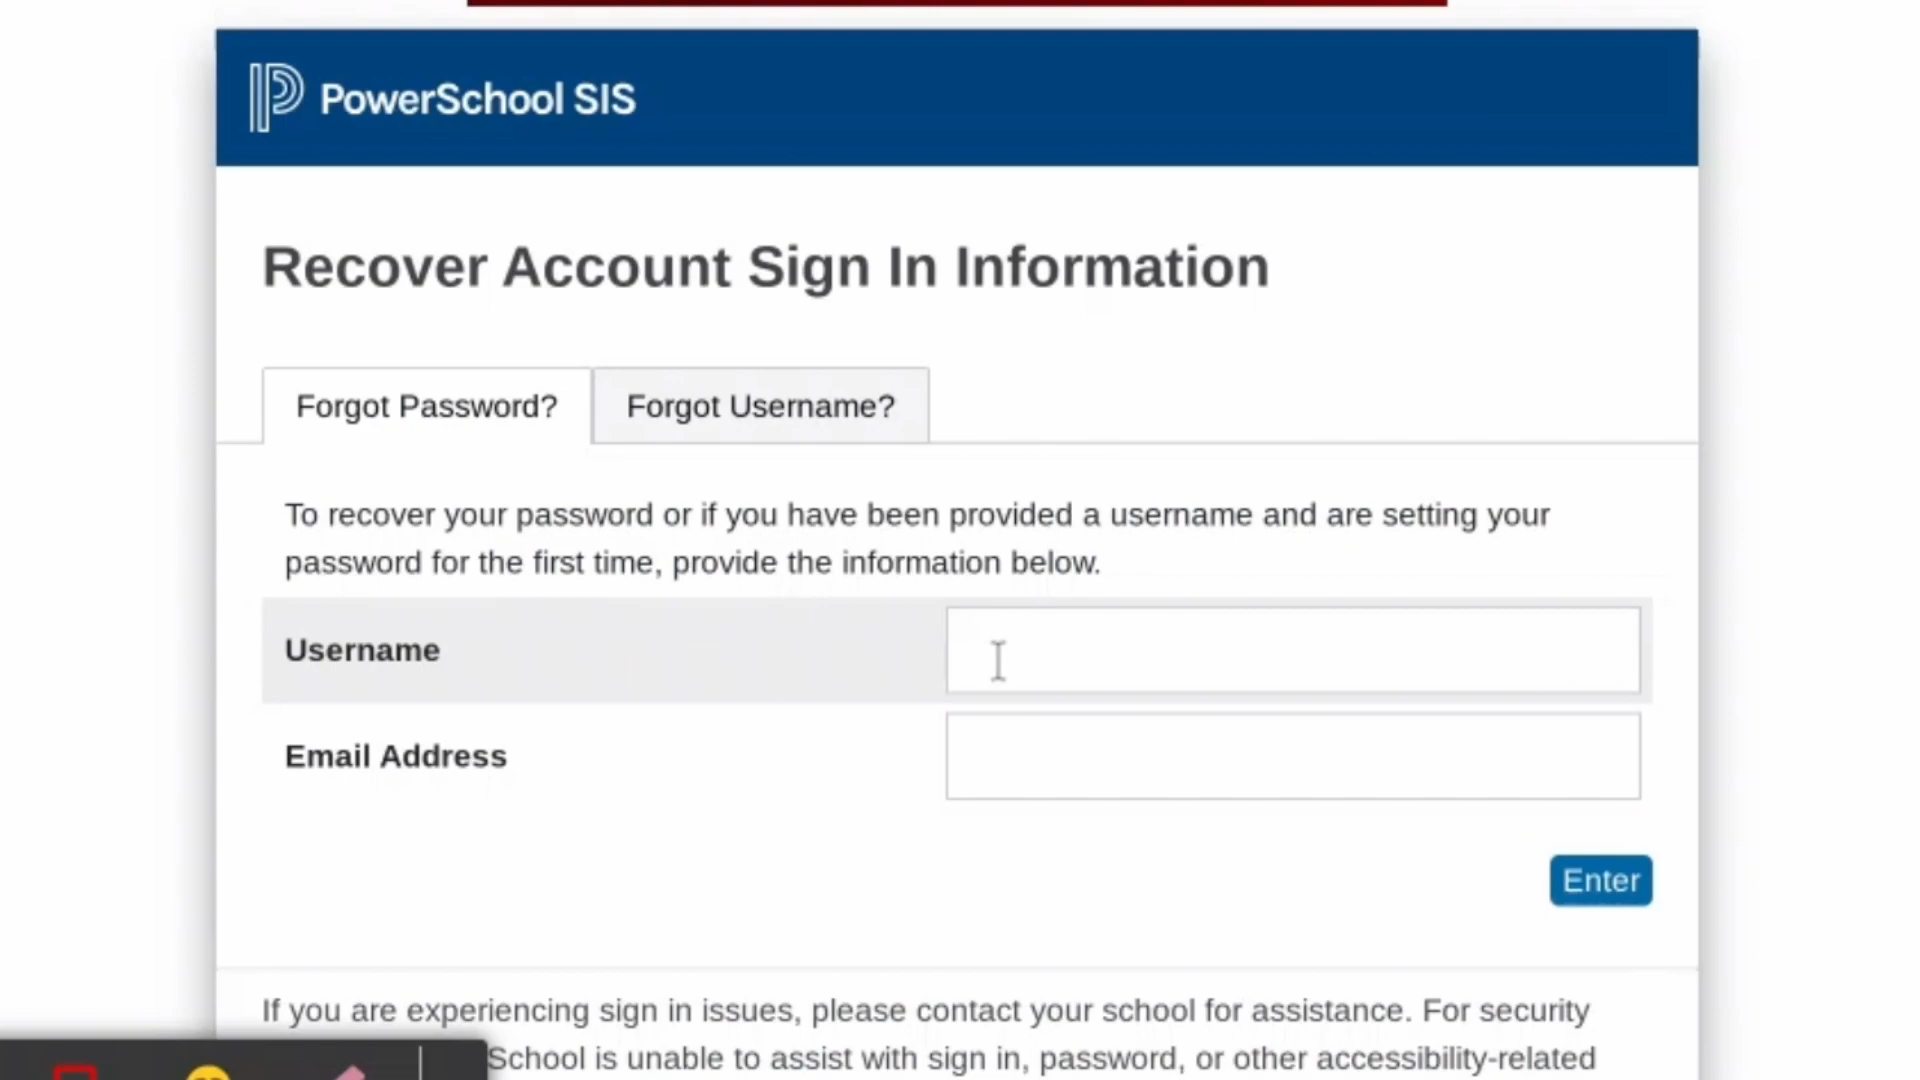 PowerSchool SIS
Recover Account Sign In Information
Forgot Password?
Forgot Username?
To recover your password or if you have been provided a username and are setting your
password for the first time, provide the information below.
Username
Email Address
Enter
If you are experiencing sign in issues, please contact your school for assistance. For security
School is unable to assist with sign in, password, or other accessibility-related